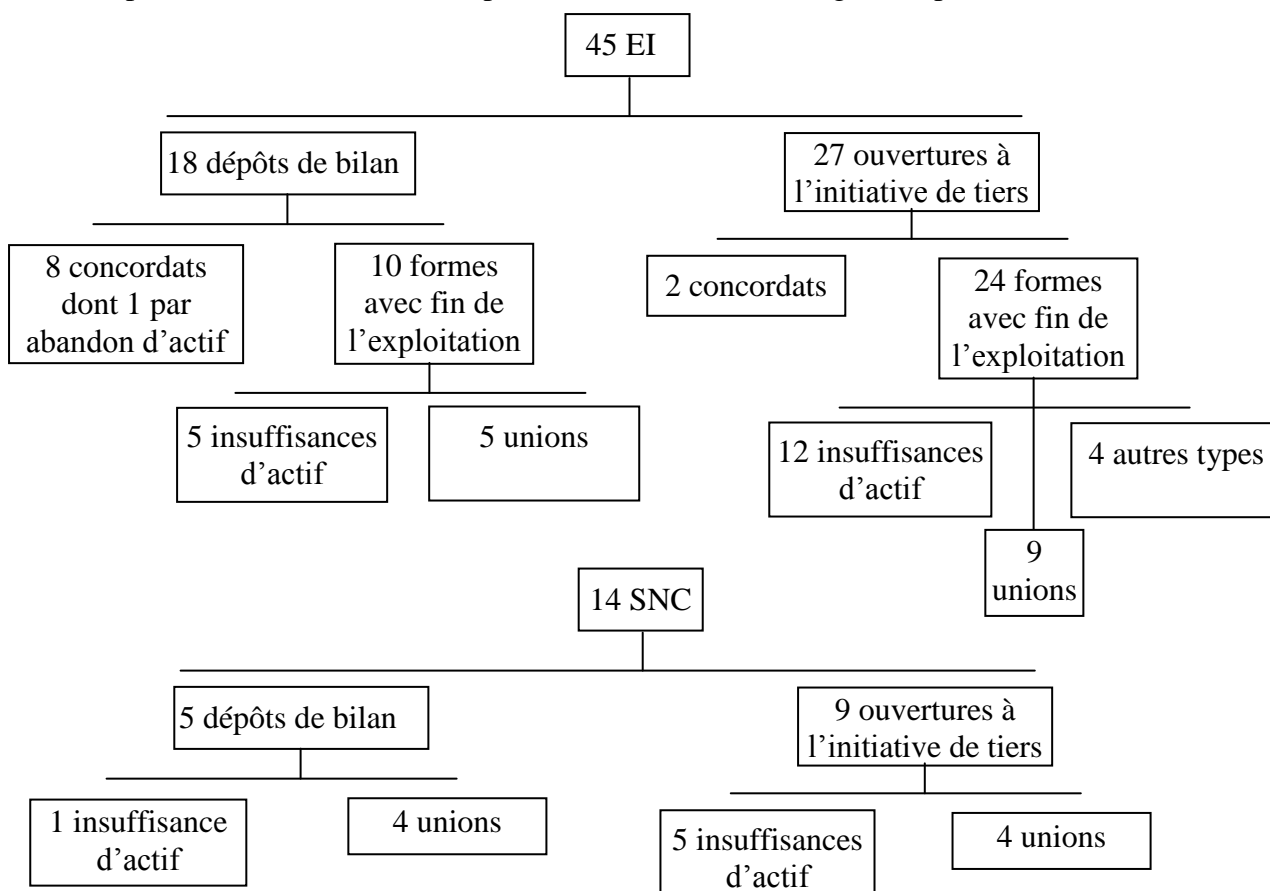 45 EI
18 dépôts de bilan
27 ouvertures à
l'initiative de tiers
8 concordats
dont 1 par
abandon d'actif
10 formes
avec fin de
l'exploitation
2 concordats
24 formes
avec fin de
l'exploitation
5 insuffisances
d'actif
5 unions
12 insuffisances
d'actif
4 autres types
9
unions
14 SNC
5 dépôts de bilan
9 ouvertures à
l'initiative de tiers
1 insuffisance
d'actif
4 unions
5 insuffisances
d'actif
4 unions